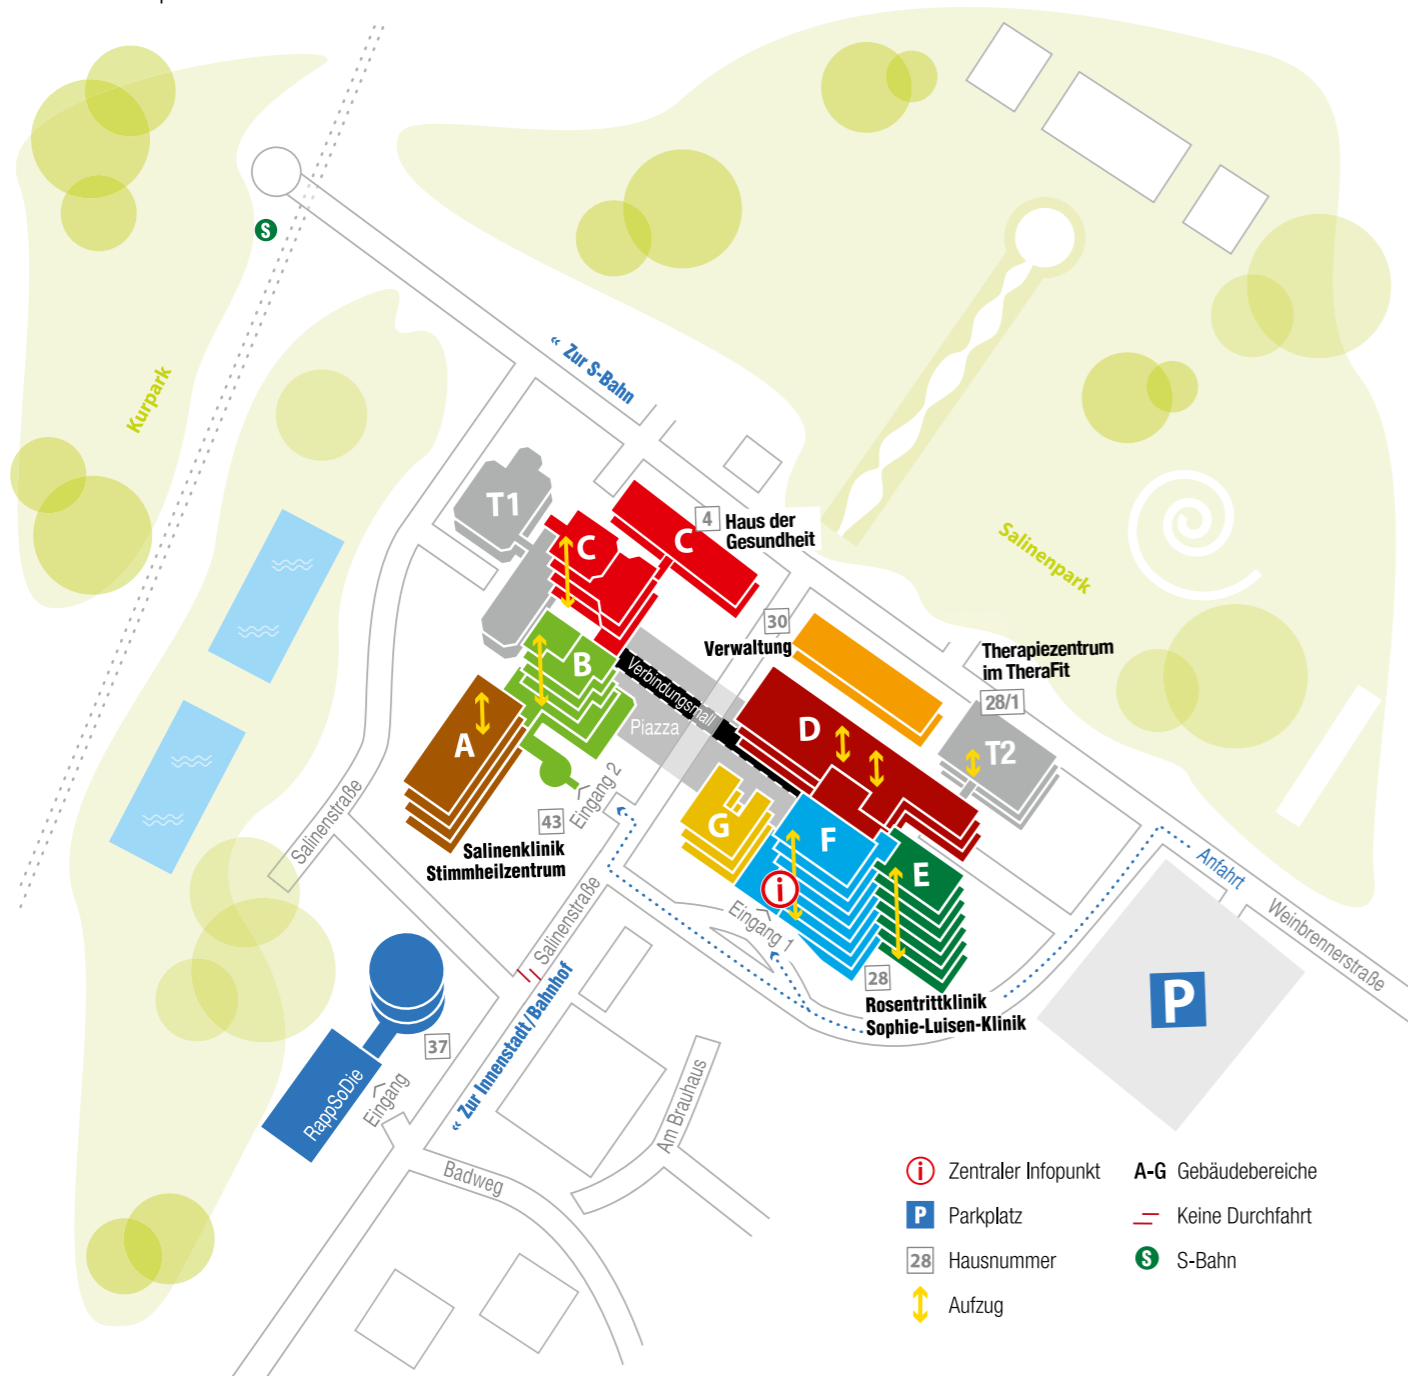 S
« Zur S-Bahn
Kurpark
T1
C
C
4
Haus der
Gesundheit
Salinenpark
30
Verwaltung
Therapiezentrum
im TheraFit
28/1
B
Verbindungsmall
Piazza
D
T2
A
Eingang 2
G
F
E
i
Salinenstraße
43
Salinenklinik
Stimmheilzentrum
Anfahrt
Weinbrennerstraße
Eingang 1
Salinenstraße
28
Rosentrittklinik
Sophie-Luisen-Klinik
P
« Zur Innenstadt/Bahnhof
37
RappSoDie
Eingang
Am Brauhaus
Badweg
i Zentraler Infopunkt
P Parkplatz
28 Hausnummer
Aufzug
A-G Gebäudebereiche
Keine Durchfahrt
S S-Bahn